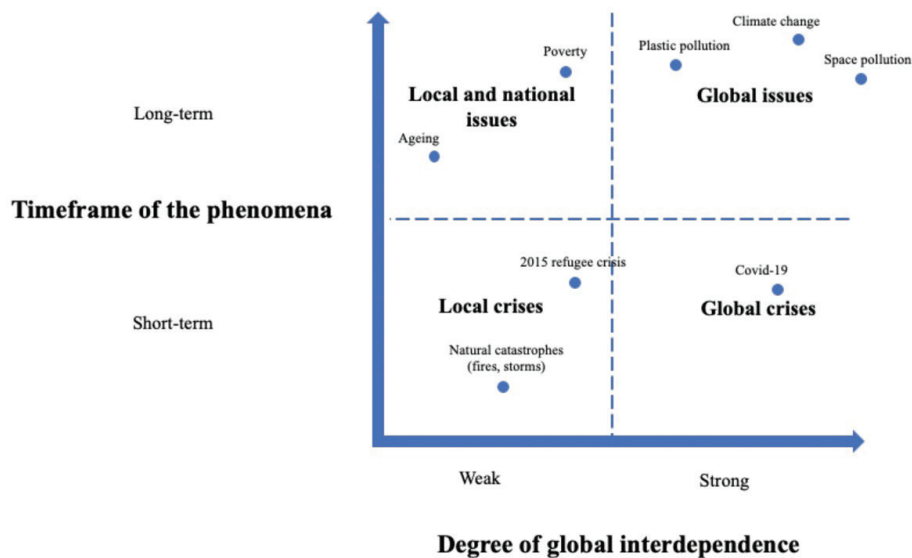 Climate change
Plastic pollution
Poverty
Space pollution
Local and national
issues
Global issues
Long-term
Ageing
Timeframe of the phenomena
2015 refugee crisis
Covid-19
Local crises
Global crises
Short-term
Natural catastrophes
(fires, storms)
Weak
Strong
Degree of global interdependence